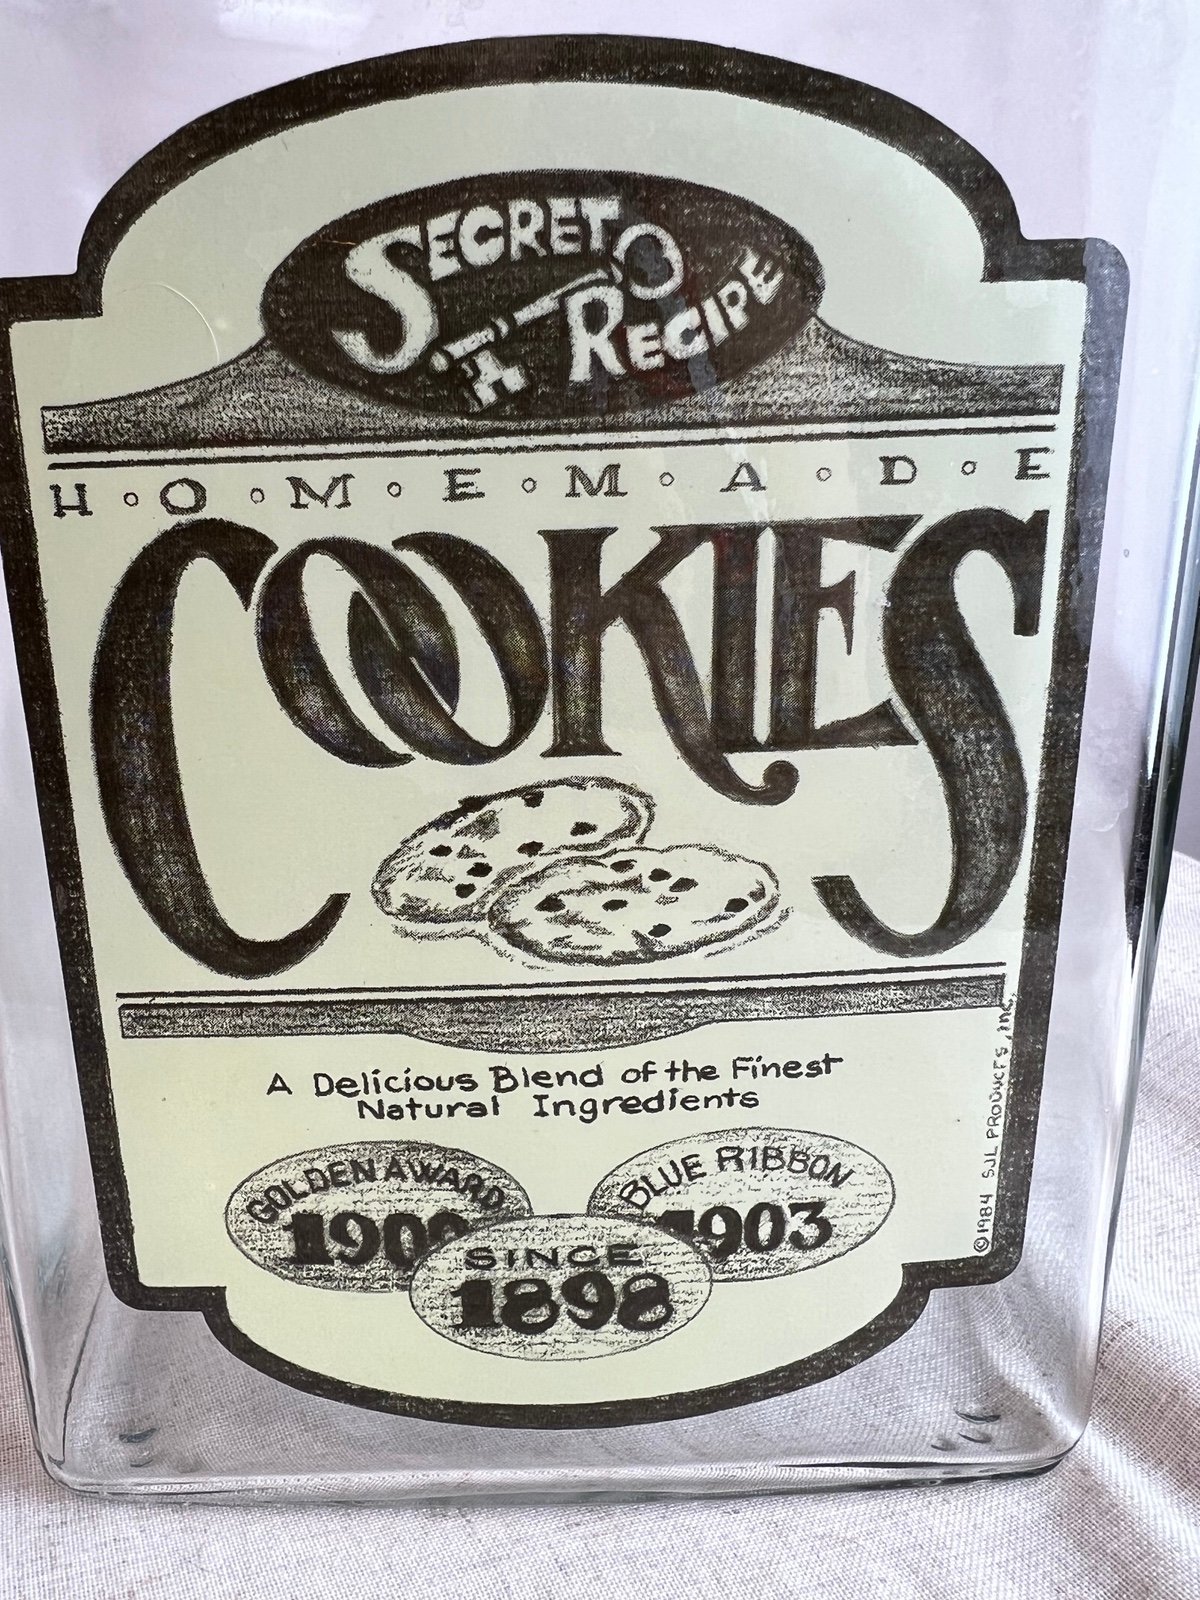 SECRET
RECIPE
H·O·M·E·M·A·D·E
COOKIES
A Delicious Blend of the Finest
Natural Ingredients
GOLDEN AWARD
1900
BLUE RIBBON
1903
SINCE
1898
©1984 SJL PRODUCTS, Inc.